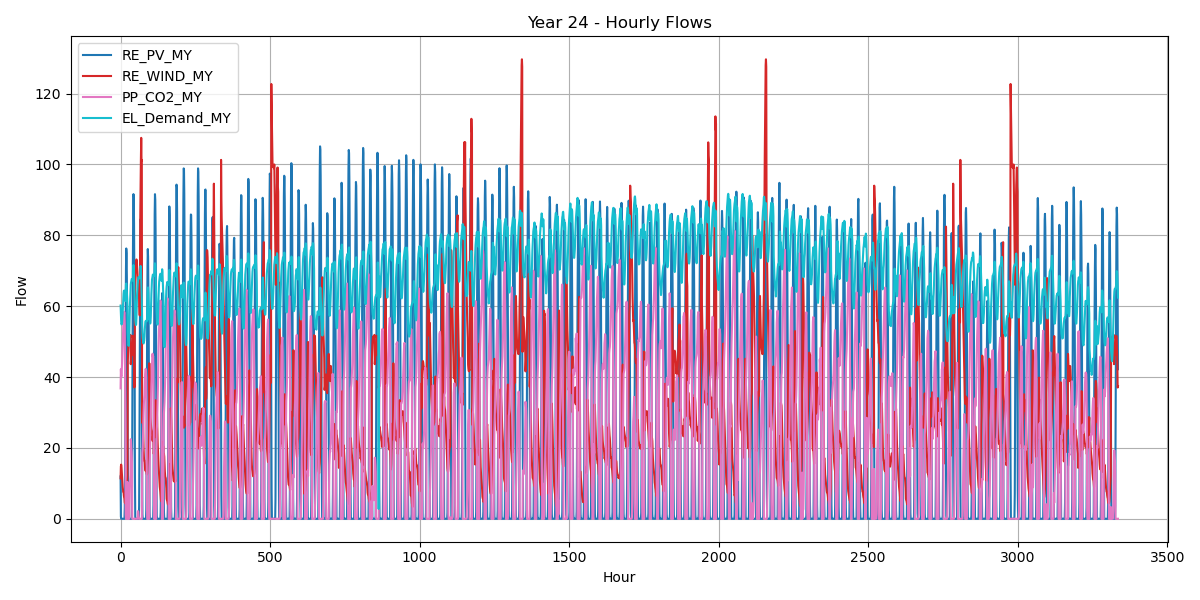 Year 24 - Hourly Flows
RE_PV_MY
RE_WIND_MY
PP_CO2_MY
EL_Demand_MY
Flow
120
100
80
60
40
20
0
0 500 1000 1500 2000 2500 3000 3500
Hour